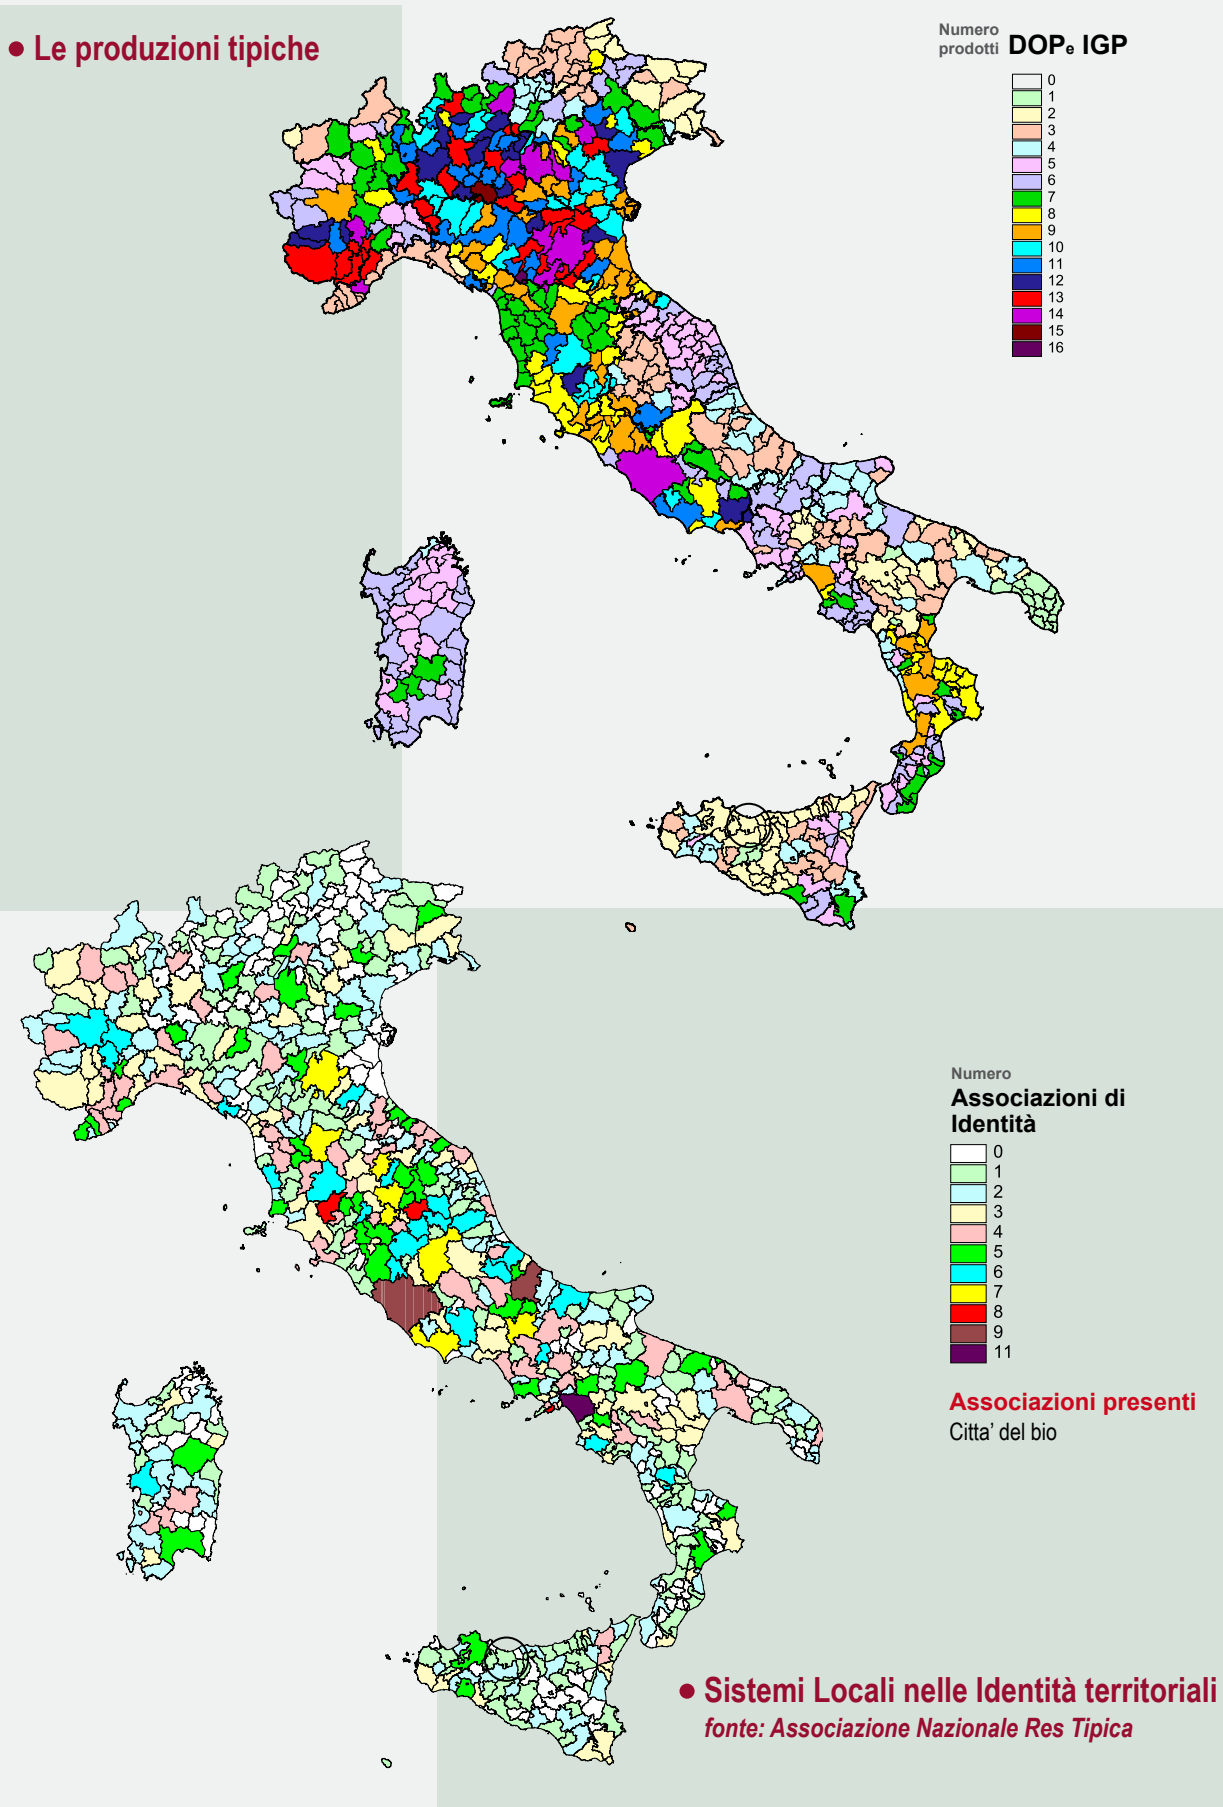 • Le produzioni tipiche
Numero
prodotti DOPe IGP
0
1
2
3
4
5
6
7
8
9
10
11
12
13
14
15
16
Numero
Associazioni di
Identità
0
1
2
3
4
5
6
7
8
9
11
Associazioni presenti
Citta' del bio
• Sistemi Locali nelle Identità territoriali
fonte: Associazione Nazionale Res Tipica